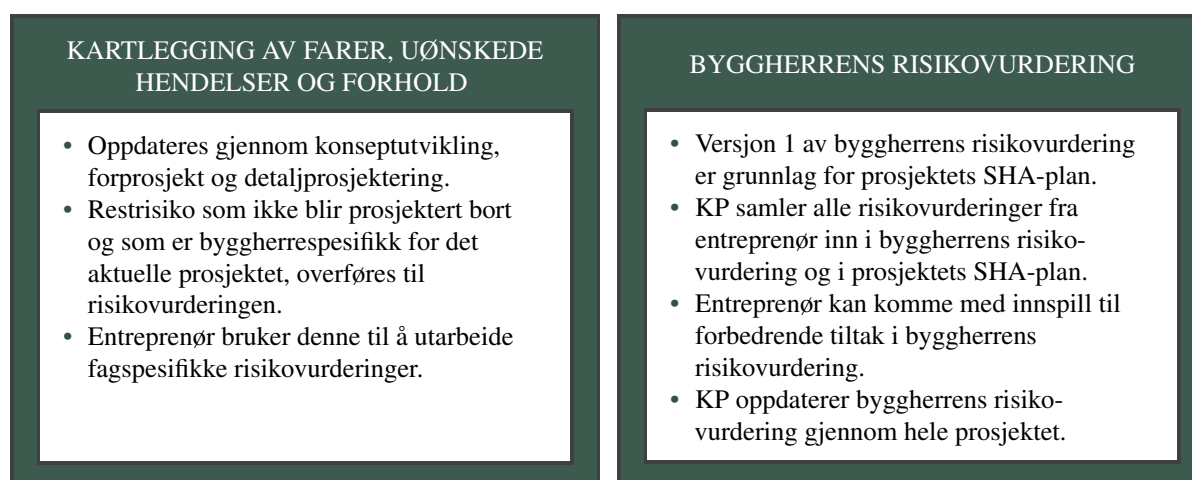 KARTLEGGING AV FARER, UØNSKEDE
HENDELSER OG FORHOLD
• Oppdateres gjennom konseptutvikling,
forprosjekt og detaljprosjektering.
• Restrisiko som ikke blir prosjektert bort
og som er byggherrespesifikk for det
aktuelle prosjektet, overføres til
risikovurderingen.
• Entreprenør bruker denne til å utarbeide
fagspesifikke risikovurderinger.
BYGGHERRENS RISIKOVURDERING
• Versjon 1 av byggherrens risikovurdering
er grunnlag for prosjektets SHA-plan.
• KP samler alle risikovurderinger fra
entreprenør inn i byggherrens risiko-
vurdering og i prosjektets SHA-plan.
• Entreprenør kan komme med innspill til
forbedrende tiltak i byggherrens
risikovurdering.
• KP oppdaterer byggherrens risiko-
vurdering gjennom hele prosjektet.